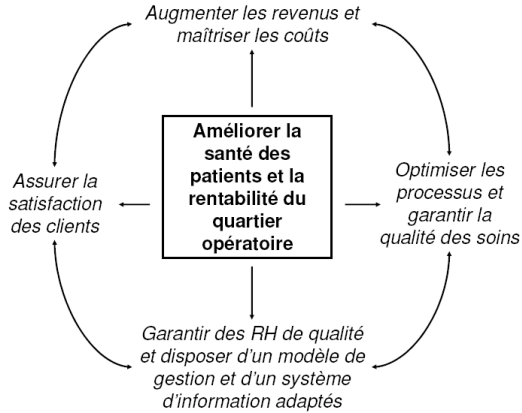 Augmenter les revenus et
maîtriser les coûts
Améliorer la
santé des
patients et la
rentabilité du
quartier
opératoire
Assurer la
satisfaction
des clients
Optimiser les
processus et
garantir la
qualité des soins
Garantir des RH de qualité
et disposer d'un modèle de
gestion et d'un système
d'information adaptés